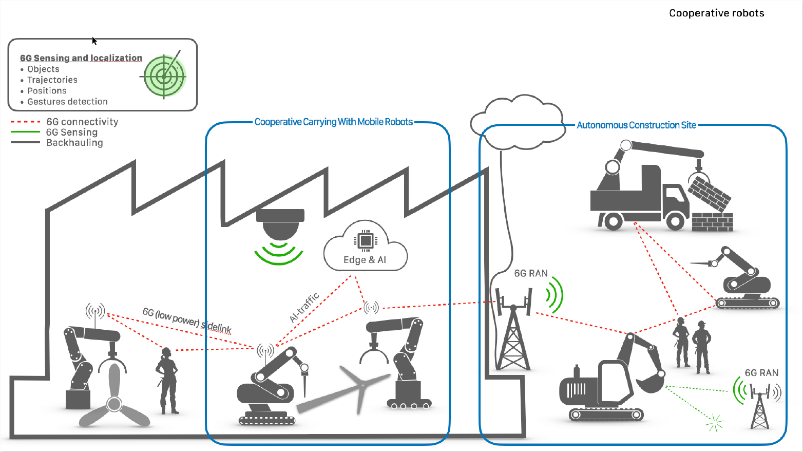 Cooperative robots
6G Sensing and localization
• Objects
• Trajectories
• Positions
• Gestures detection
6G connectivity
6G Sensing
Backhauling
Cooperative Carrying With Mobile Robots
Autonomous Construction Site
Edge & AI
6G RAN
AI-traffic
6G (low power) sidelink
6G RAN